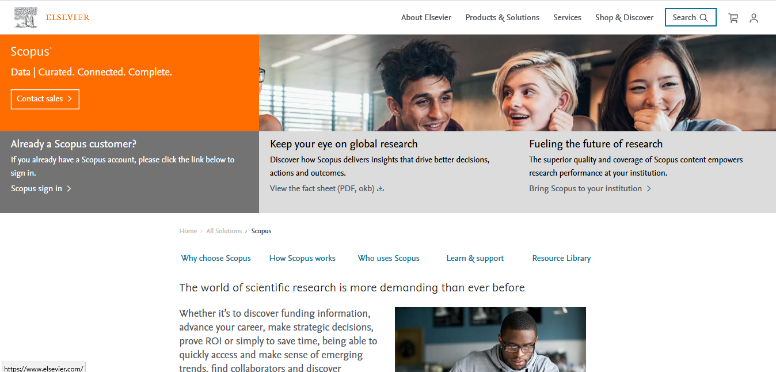 ELSEVIER
About Elsevier Products & Solutions Services Shop & Discover Search
Scopus®
Data | Curated. Connected. Complete.
Contact sales
Already a Scopus customer?
If you already have a Scopus account, please click the link below to
sign in.
Scopus sign in
Keep your eye on global research
Discover how Scopus delivers insights that drive better decisions,
actions and outcomes.
View the fact sheet (PDF, okb)
Fueling the future of research
The superior quality and coverage of Scopus content empowers
research performance at your institution.
Bring Scopus to your institution
Home > All Solutions > Scopus
Why choose Scopus How Scopus works Who uses Scopus Learn & support Resource Library
The world of scientific research is more demanding than ever before
Whether it's to discover funding information,
advance your career, make strategic decisions,
prove ROI or simply to save time, being able to
quickly access and make sense of emerging
trends, find collaborators and discover
https://www.elsevier.com/